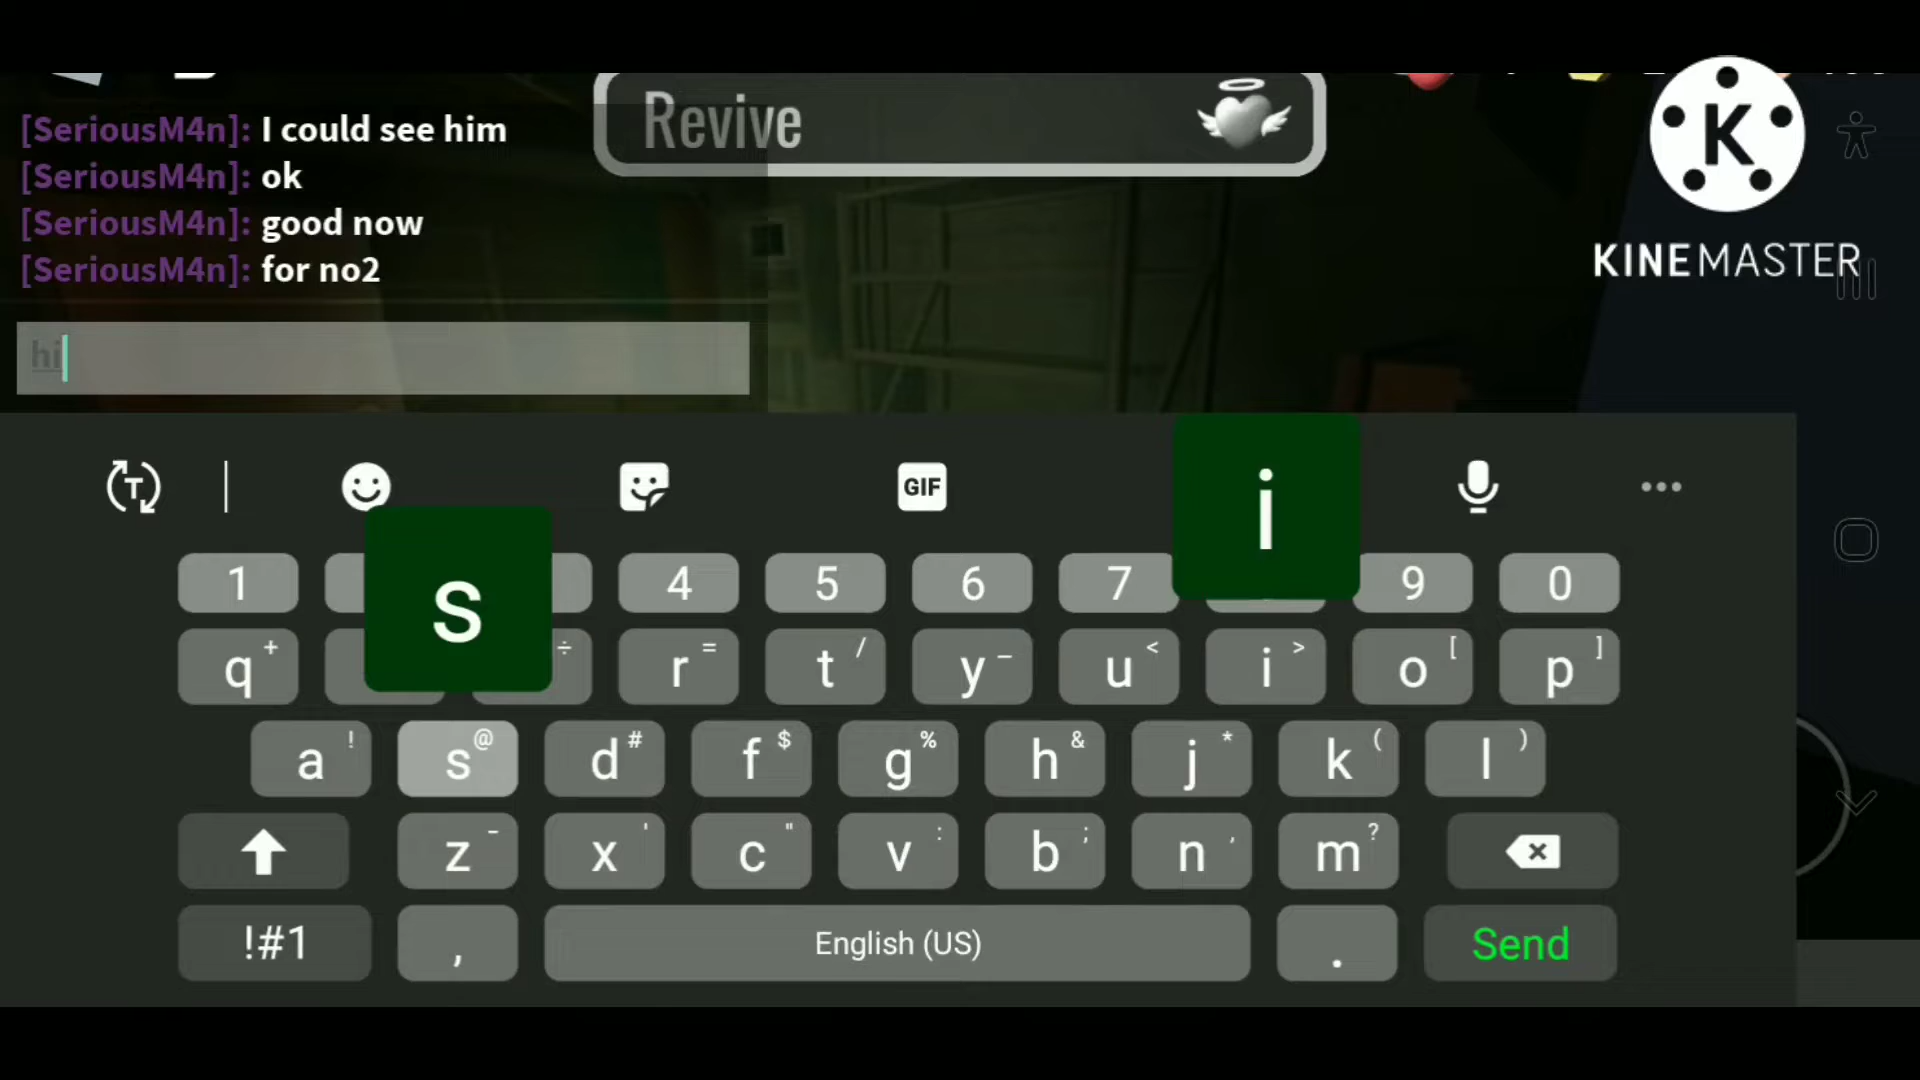 Revive
[SeriousM4n]: I could see him
[SeriousM4n]: ok
[SeriousM4n]: good now
[SeriousM4n]: for no2
K
KINEMASTER
hi
T
GIF
s
i
1 4 5 6 7 9 0
q + ÷ r = t / y – u < i > o [ p ]
a ! s @ d # f $ g % h & j * k ( l )
z - x ' c " v : b ; n , m ?
!#1 , English (US) . Send